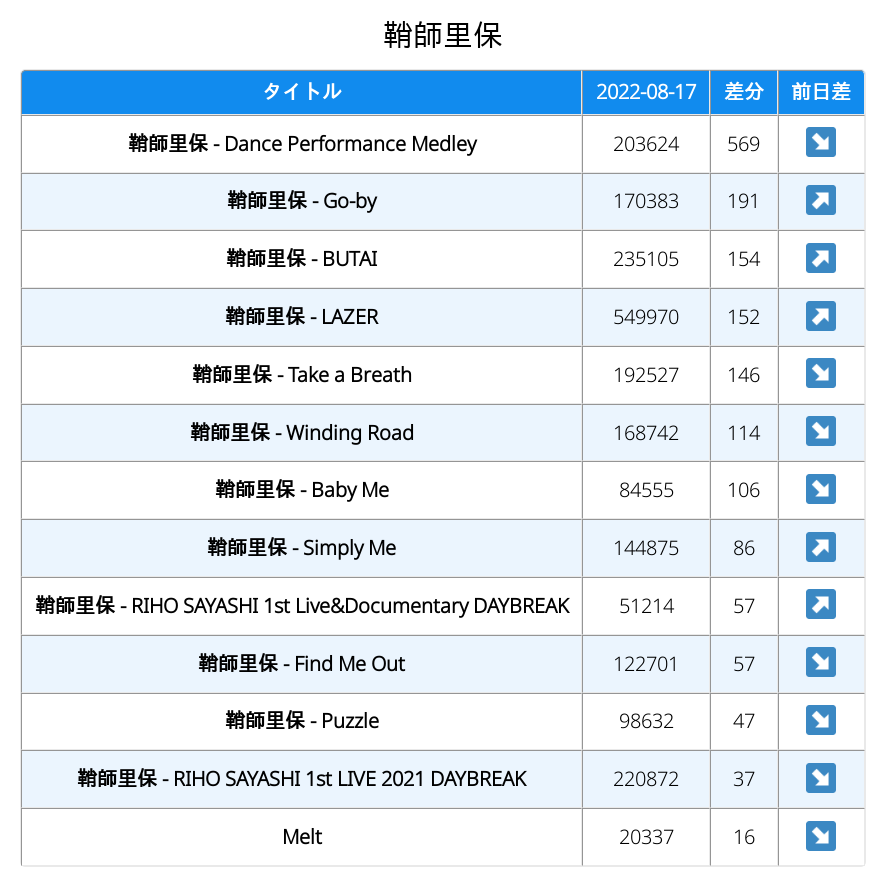 鞘師里保
タイトル 2022-08-17 差分 前日差
鞘師里保 - Dance Performance Medley 203624 569 ↘
鞘師里保 - Go-by 170383 191 ↗
鞘師里保 - BUTAI 235105 154 ↗
鞘師里保 - LAZER 549970 152 ↗
鞘師里保 - Take a Breath 192527 146 ↘
鞘師里保 - Winding Road 168742 114 ↘
鞘師里保 - Baby Me 84555 106 ↘
鞘師里保 - Simply Me 144875 86 ↗
鞘師里保 - RIHO SAYASHI 1st Live&Documentary DAYBREAK 51214 57 ↗
鞘師里保 - Find Me Out 122701 57 ↘
鞘師里保 - Puzzle 98632 47 ↘
鞘師里保 - RIHO SAYASHI 1st LIVE 2021 DAYBREAK 220872 37 ↘
Melt 20337 16 ↘